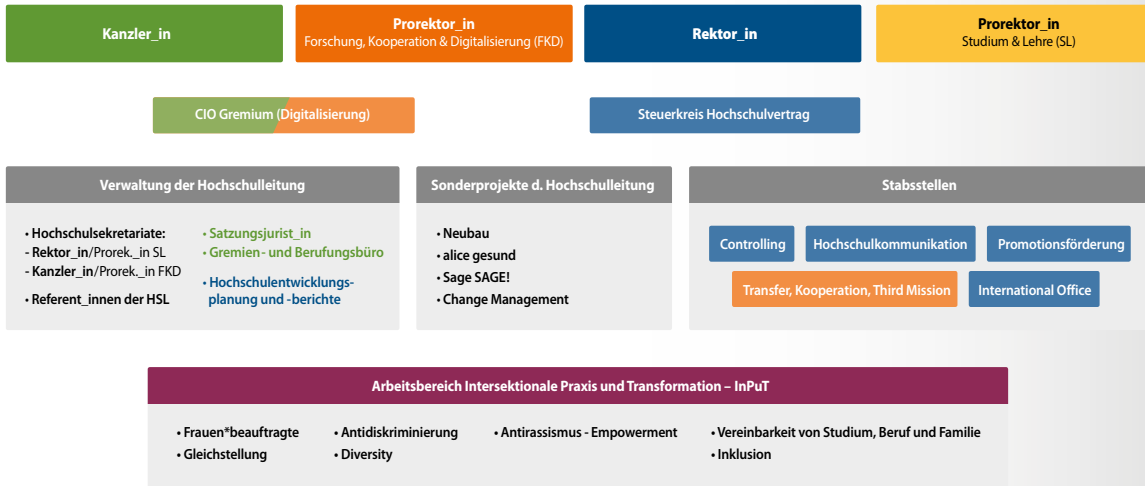 Kanzler_in
Prorektor_in
Forschung, Kooperation & Digitalisierung (FKD)
Rektor_in
Prorektor_in
Studium & Lehre (SL)
CIO Gremium (Digitalisierung)
Steuerkreis Hochschulvertrag
Verwaltung der Hochschulleitung
• Hochschulsekretariate:
- Rektor_in/Prorek._in SL
- Kanzler_in/Prorek._in FKD
• Referent_innen der HSL
• Satzungsjurist_in
• Gremien- und Berufungsbüro
• Hochschulentwicklungs-
planung und -berichte
Sonderprojekte d. Hochschulleitung
• Neubau
• alice gesund
• Sage SAGE!
• Change Management
Stabsstellen
Controlling
Hochschulkommunikation
Promotionsförderung
Transfer, Kooperation, Third Mission
International Office
Arbeitsbereich Intersektionale Praxis und Transformation – InPuT
• Frauen*beauftragte
• Gleichstellung
• Antidiskriminierung
• Diversity
• Antirassismus - Empowerment
• Vereinbarkeit von Studium, Beruf und Familie
• Inklusion